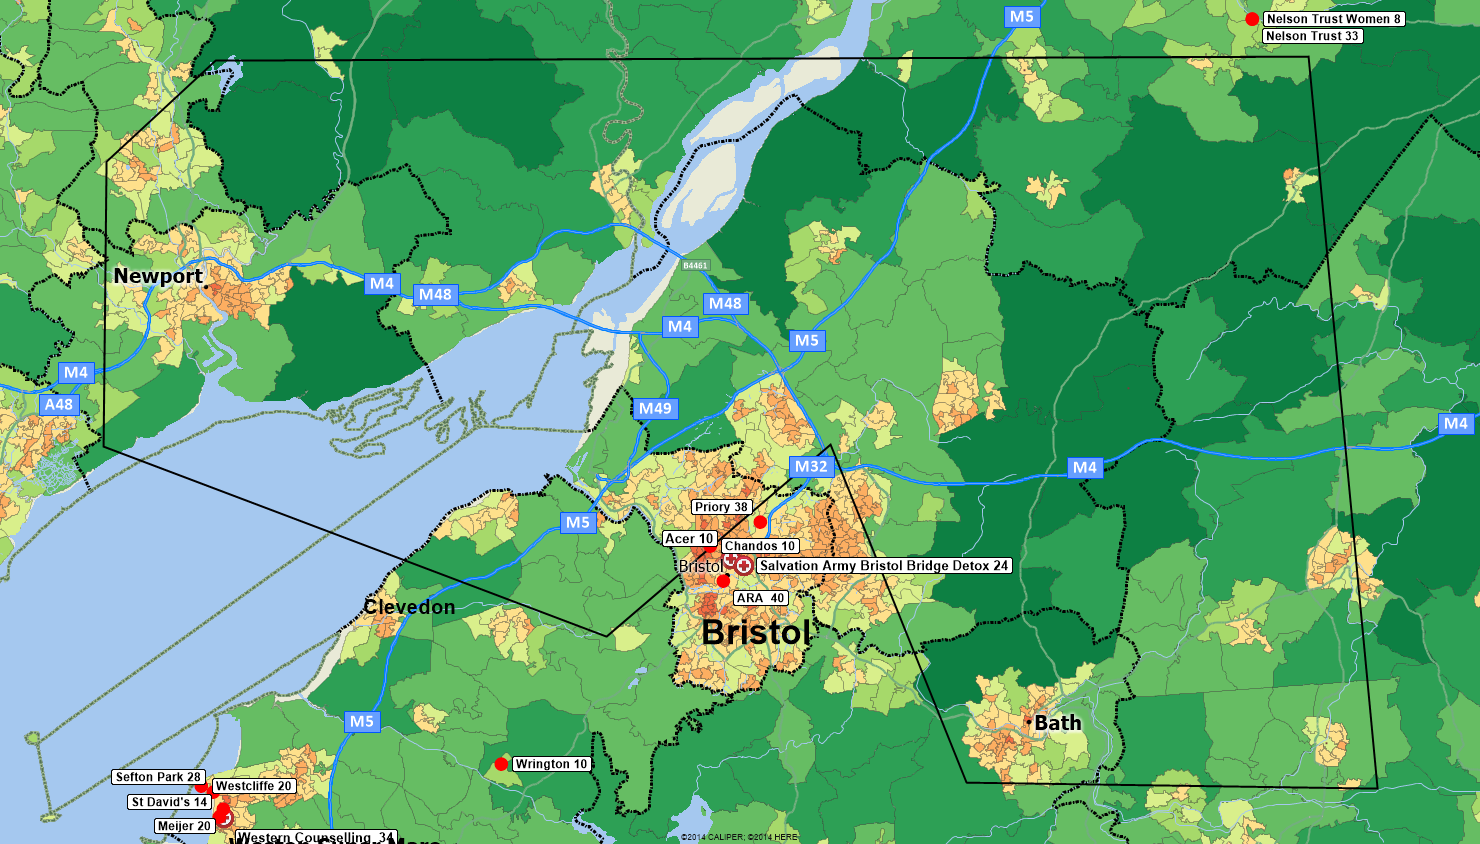 M5
Nelson Trust Women 8
Nelson Trust 33
B4461
Newport
M4
M48
M48
M4
M5
M4
A48
M49
M4
M32
M4
Priory 38
M5
Acer 10
Chandos 10
Bristol
Salvation Army Bristol Bridge Detox 24
ARA 40
Clevedon
Bristol
M5
Bath
Wrington 10
Sefton Park 28
Westcliffe 20
St David's 14
Meijer 20
Western Counselling 34
©2014 CALIPER; ©2014 HERE